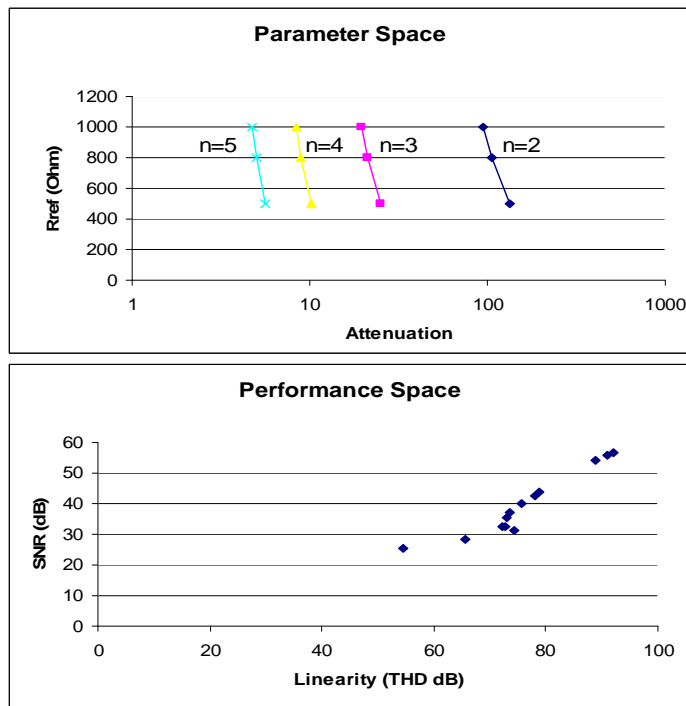 Parameter Space
1200
1000
800
600
400
200
0
Rref (Ohm)
n=5 n=4 n=3 n=2
1 10 100 1000
Attenuation
Performance Space
60
50
40
30
20
10
0
SNR (dB)
0 20 40 60 80 100
Linearity (THD dB)